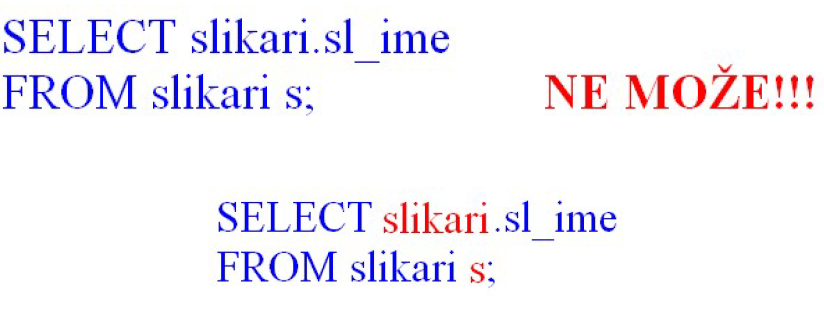 SELECT slikari.sl_ime
FROM slikari s; NE MOŽE!!!
SELECT slikari.sl_ime
FROM slikari s;